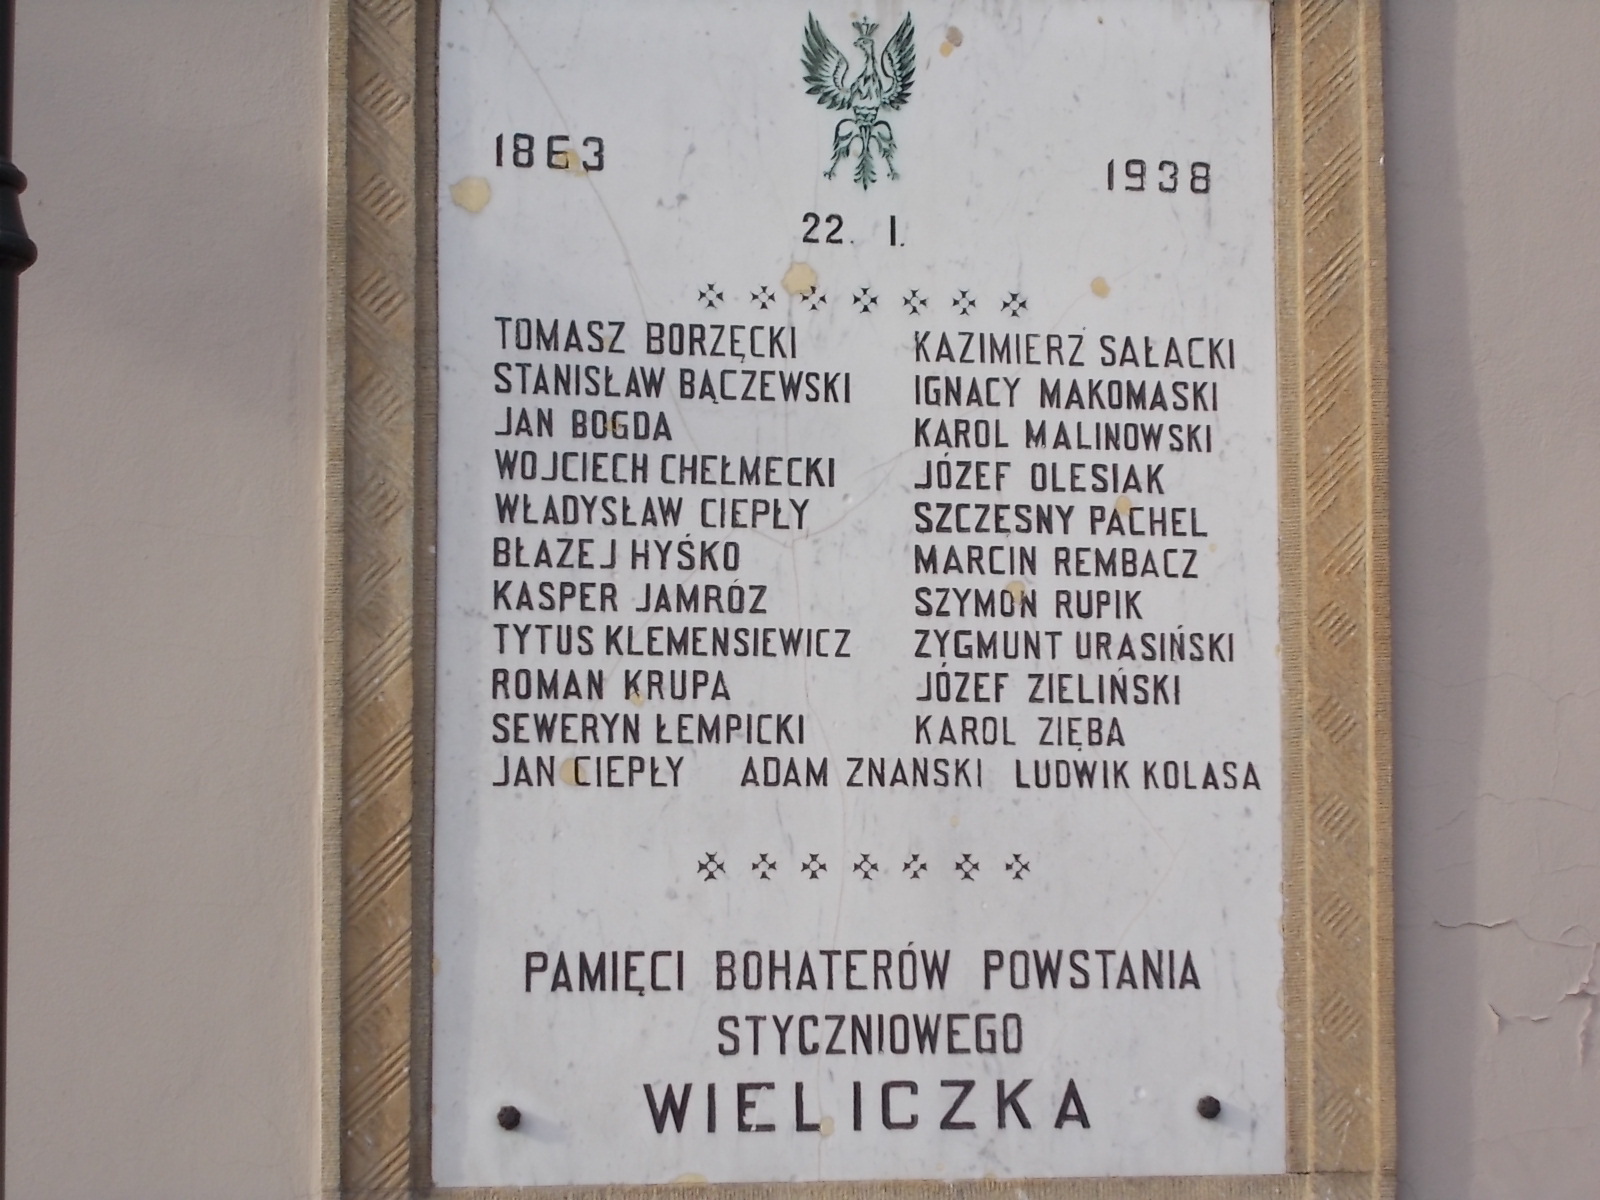 1863 1938
22. I.
TOMASZ BORZĘCKI KAZIMIERZ SAŁACKI
STANISŁAW BĄCZEWSKI IGNACY MAKOMASKI
JAN BOGDA KAROL MALINOWSKI
WOJCIECH CHEŁMECKI JÓZEF OLESIAK
WŁADYSŁAW CIEPŁY SZCZESNY PACHEL
BŁAZEJ HYŚKO MARCIN REMBACZ
KASPER JAMRÓZ SZYMON RUPIK
TYTUS KLEMENSIEWICZ ZYGMUNT URASIŃSKI
ROMAN KRUPA JÓZEF ZIELIŃSKI
SEWERYN ŁEMPICKI KAROL ZIĘBA
JAN CIEPŁY ADAM ZNAŃSKI LUDWIK KOLASA
PAMIĘCI BOHATERÓW POWSTANIA
STYCZNIOWEGO
WIELICZKA